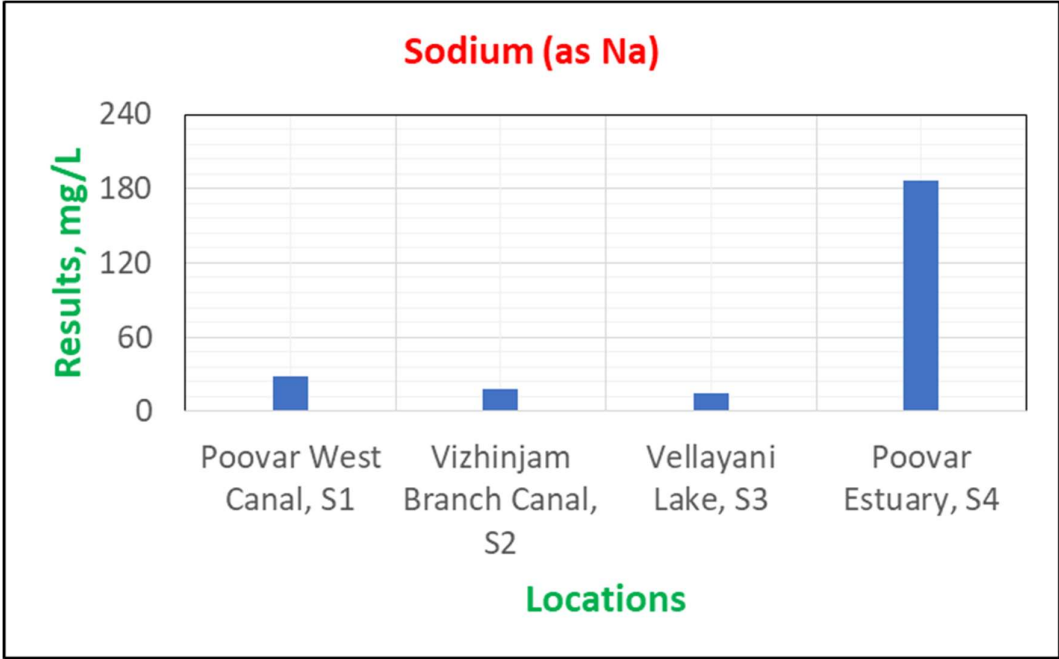 Sodium (as Na)
Results, mg/L
240
180
120
60
0
Poovar West
Canal, S1
Vizhinjam
Branch Canal,
S2
Vellayani
Lake, S3
Poovar
Estuary, S4
Locations